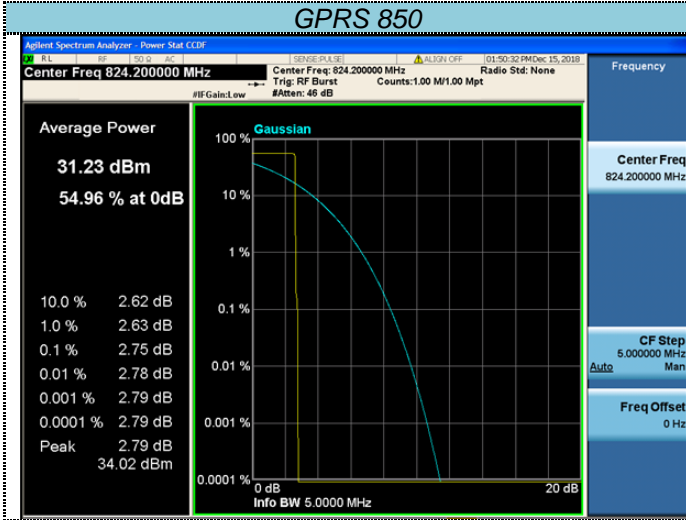 GPRS 850
Agilent Spectrum Analyzer - Power Stat CCDF
RL RF 50 Ω AC SENSE:PULSE ALIGN OFF 01:50:32 PM Dec 15, 2018
Center Freq 824.200000 MHz
Center Freq: 824.200000 MHz Radio Std: None
Trig: RF Burst Counts:1.00 M/1.00 Mpt
#IFGain:Low #Atten: 46 dB
Frequency
Average Power
31.23 dBm
54.96 % at 0dB
10.0 % 2.62 dB
1.0 % 2.63 dB
0.1 % 2.75 dB
0.01 % 2.78 dB
0.001 % 2.79 dB
0.0001 % 2.79 dB
Peak 2.79 dB
34.02 dBm
Gaussian
100 %
10 %
1 %
0.1 %
0.01 %
0.001 %
0.0001 %
0 dB 20 dB
Info BW 5.0000 MHz
Center Freq
824.200000 MHz
CF Step
5.000000 MHz
Auto Man
Freq Offset
0 Hz